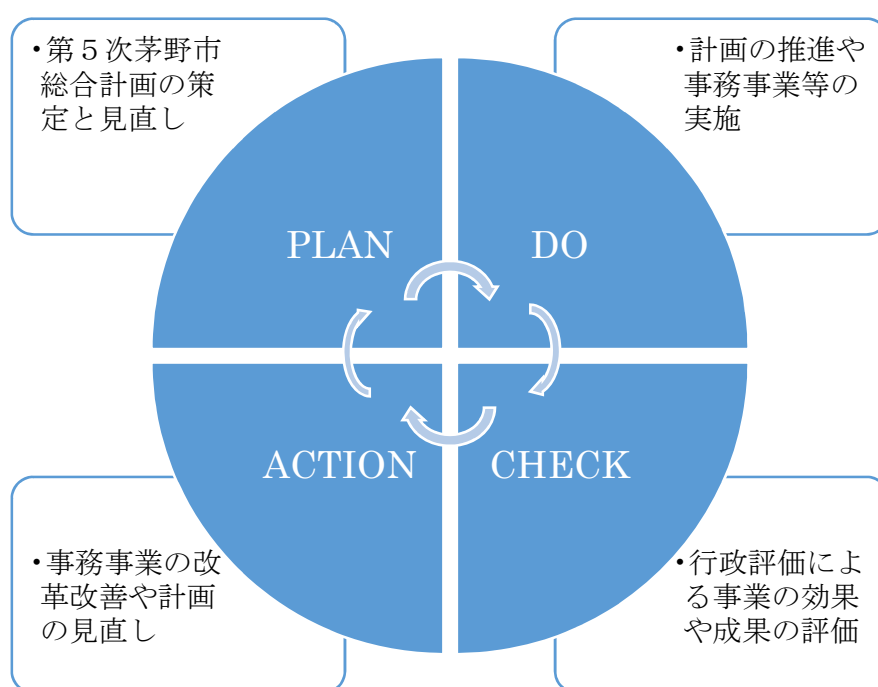 ・第５次茅野市
総合計画の策
定と見直し
・計画の推進や
事務事業等の
実施
PLAN
DO
ACTION
CHECK
・事務事業の改
革改善や計画
の見直し
・行政評価によ
る事業の効果
や成果の評価